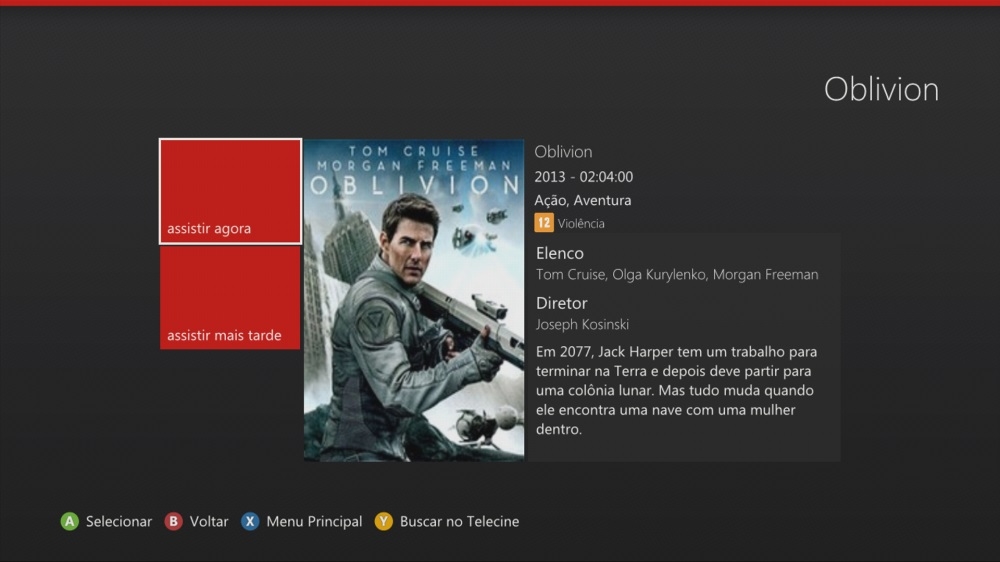 Oblivion
assistir agora
assistir mais tarde
TOM CRUISE
MORGAN FREEMAN
OBLIVION
Oblivion
2013 - 02:04:00
Ação, Aventura
12 Violência
Elenco
Tom Cruise, Olga Kurylenko, Morgan Freeman
Diretor
Joseph Kosinski
Em 2077, Jack Harper tem um trabalho para
terminar na Terra e depois deve partir para
uma colônia lunar. Mas tudo muda quando
ele encontra uma nave com uma mulher
dentro.
A Selecionar B Voltar X Menu Principal Y Buscar no Telecine